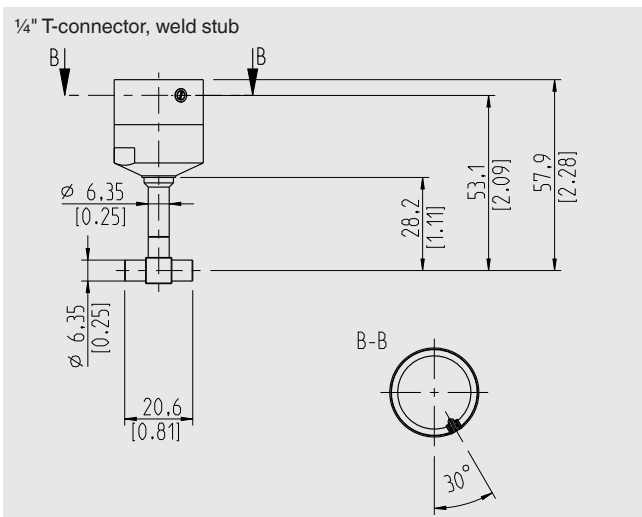 ¼" T-connector, weld stub
B
B
ø 6,35
[0.25]
28,2
[1.11]
53,1
[2.09]
57,9
[2.28]
ø 6,35
[0.25]
20,6
[0.81]
B-B
30°